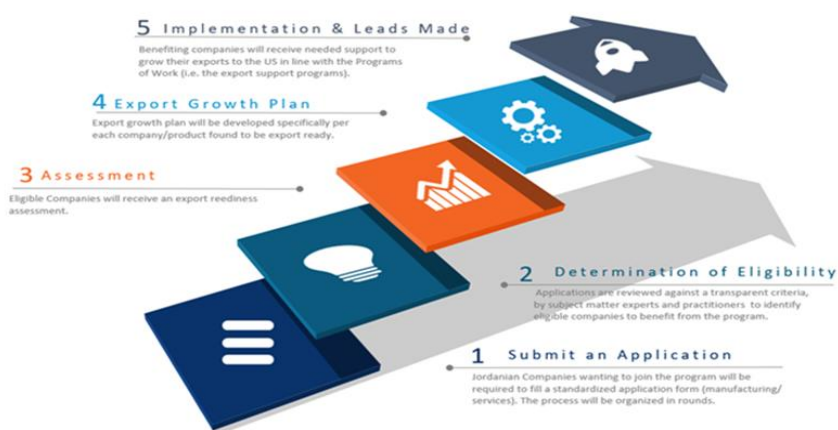 5 Implementation & Leads Made
Benefiting companies will receive needed support to
grow their exports to the US in line with the Programs
of Work (i.e. the export support programs).
4 Export Growth Plan
Export growth plan will be developed specifically per
each company/product found to be export ready.
3 Assessment
Eligible Companies will receive an export reediness
assessment.
2 Determination of Eligibility
Applications are reviewed against a transparent criteria,
by subject matter experts and practitioners to identify
eligible companies to benefit from the program.
1 Submit an Application
Jordanian Companies wanting to join the program will be
required to fill a standardized application form (manufacturing/
services). The process will be organized in rounds.